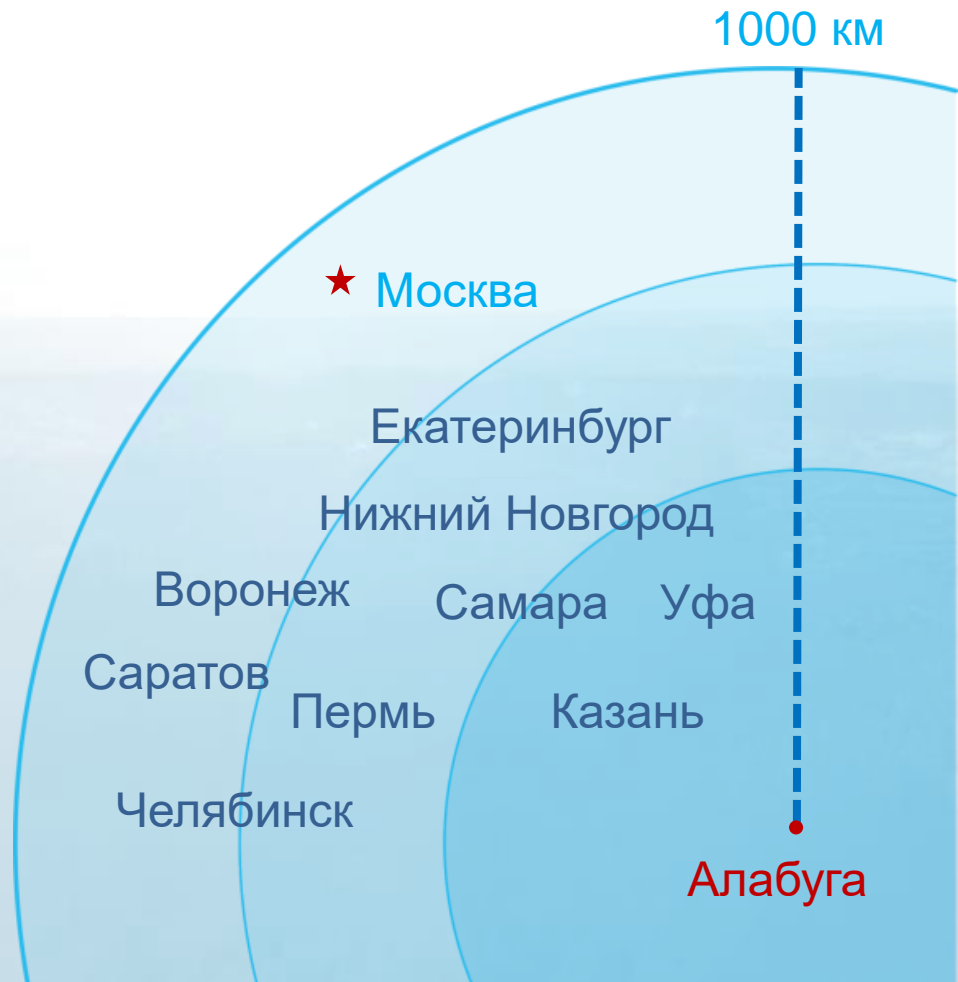 1000 км
Москва
Екатеринбург
Нижний Новгород
Воронеж
Самара
Уфа
Саратов
Пермь
Казань
Челябинск
Алабуга